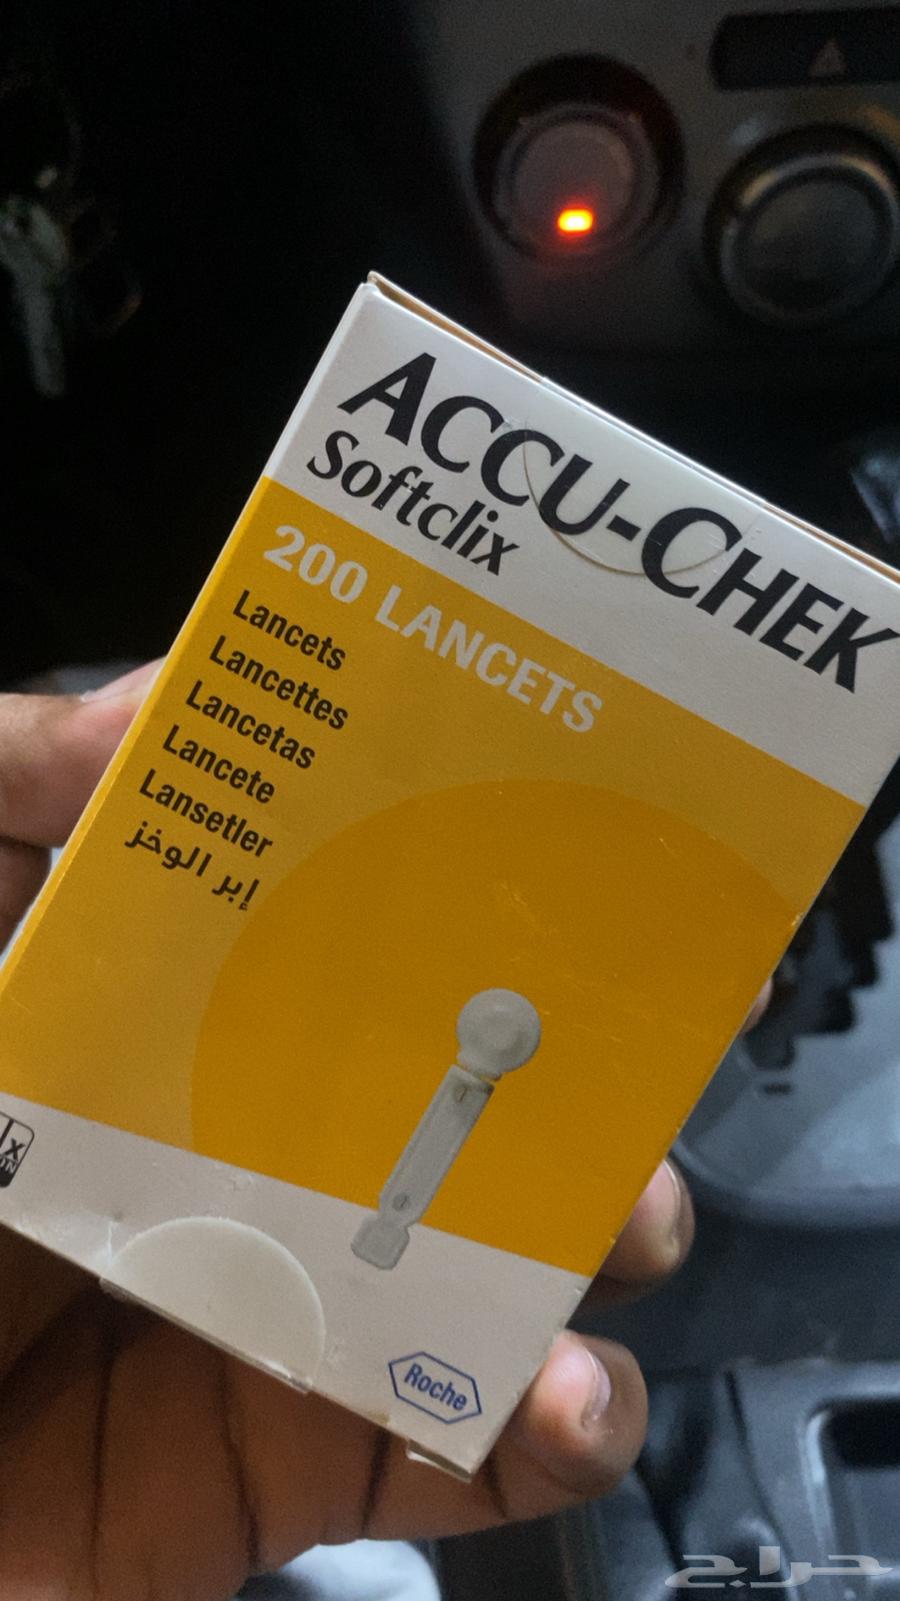 ACCU-CHEK
Softclix
200 LANCETS
Lancets
Lancettes
Lancetas
Lancete
Lansetler
إبر الوخز
Roche
حراج